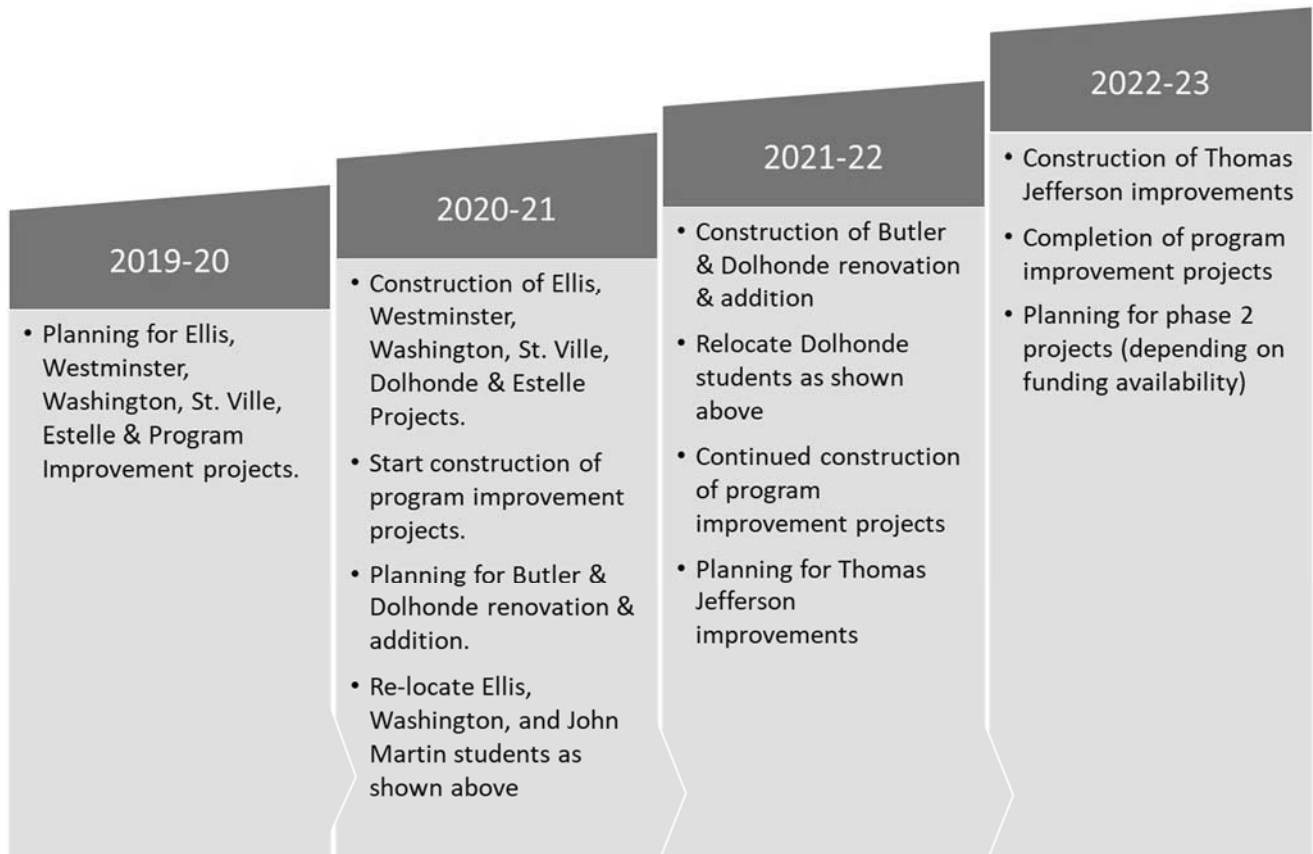 2019-20
• Planning for Ellis,
Westminster,
Washington, St. Ville,
Estelle & Program
Improvement projects.
2020-21
• Construction of Ellis,
Westminster,
Washington, St. Ville,
Dolhonde & Estelle
Projects.
• Start construction of
program improvement
projects.
• Planning for Butler &
Dolhonde renovation &
addition.
• Re-locate Ellis,
Washington, and John
Martin students as
shown above
2021-22
• Construction of Butler
& Dolhonde renovation
& addition
• Relocate Dolhonde
students as shown
above
• Continued construction
of program
improvement projects
• Planning for Thomas
Jefferson
improvements
2022-23
• Construction of Thomas
Jefferson improvements
• Completion of program
improvement projects
• Planning for phase 2
projects (depending on
funding availability)